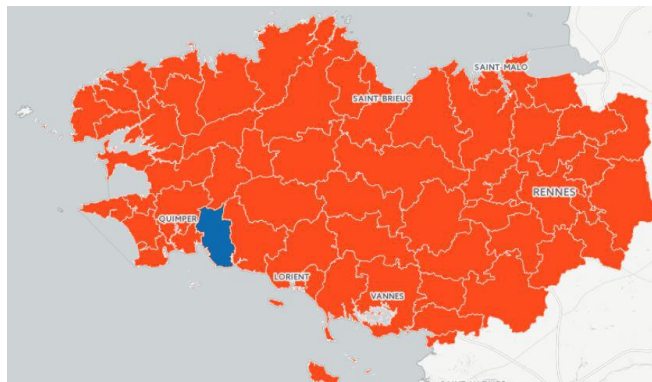 SAINT-MALO
SAINT-BRIEUC
RENNES
QUIMPER
LORIENT
VANNES